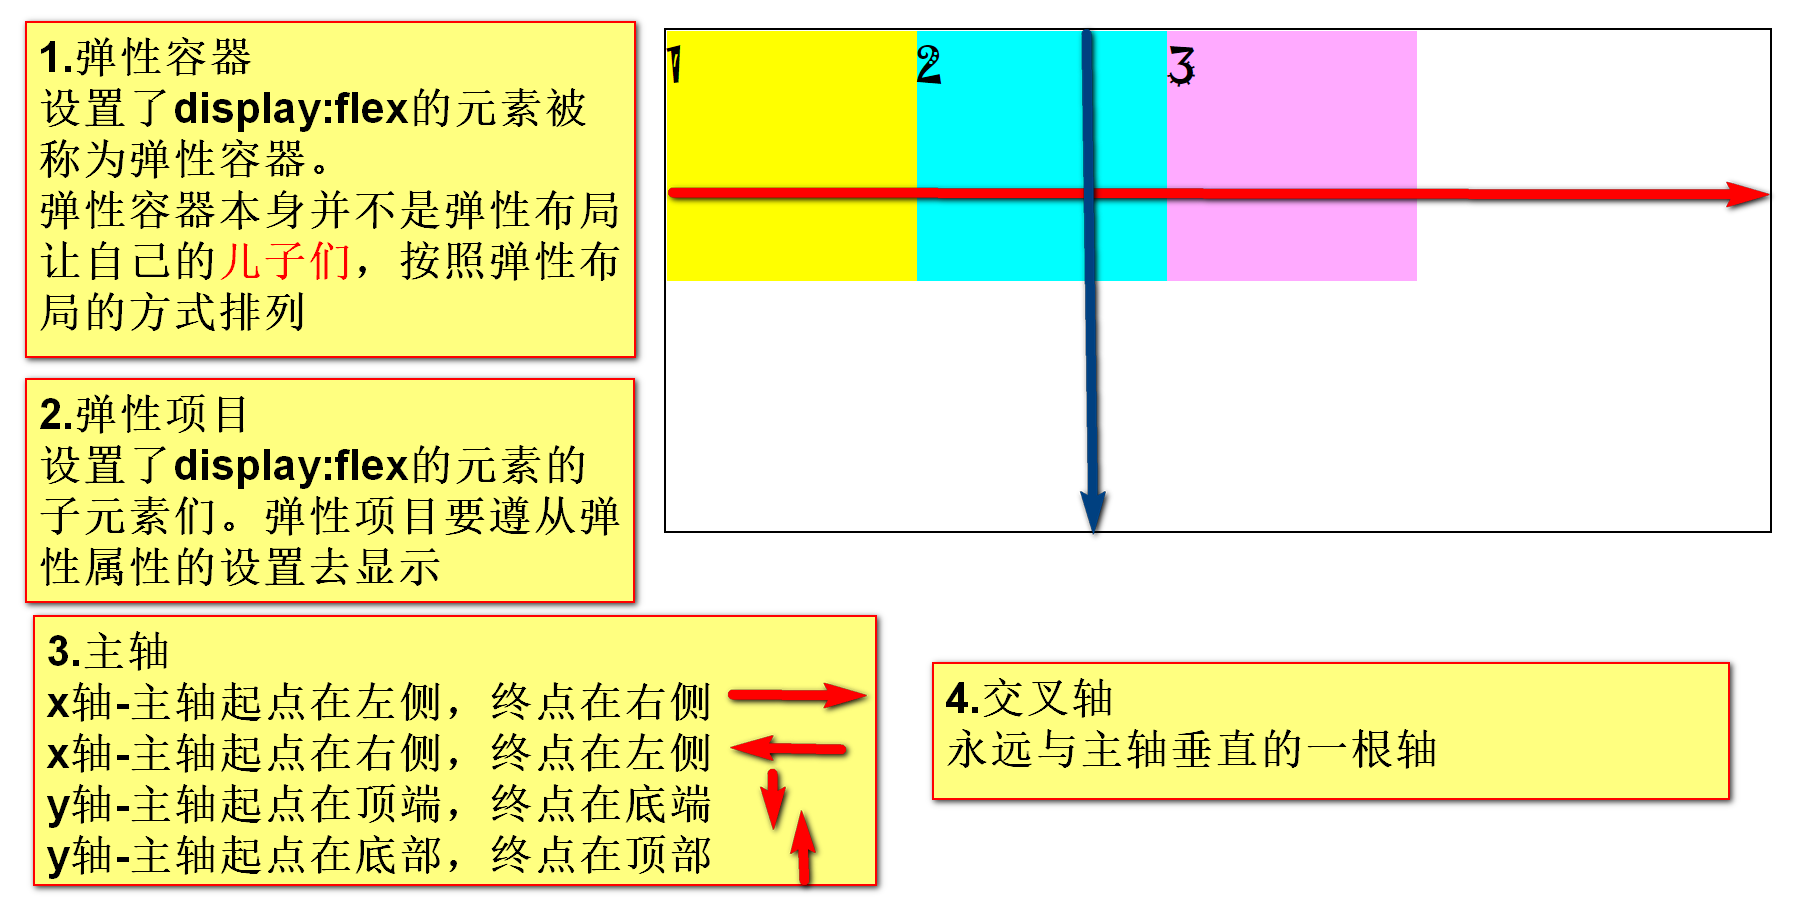 1.弹性容器
设置了display:flex的元素被
称为弹性容器。
弹性容器本身并不是弹性布局
让自己的儿子们，按照弹性布
局的方式排列
1
2
3
2.弹性项目
设置了display:flex的元素的
子元素们。弹性项目要遵从弹
性属性的设置去显示
3.主轴
x轴-主轴起点在左侧，终点在右侧
x轴-主轴起点在右侧，终点在左侧
y轴-主轴起点在顶端，终点在底端
y轴-主轴起点在底部，终点在顶部
4.交叉轴
永远与主轴垂直的一根轴